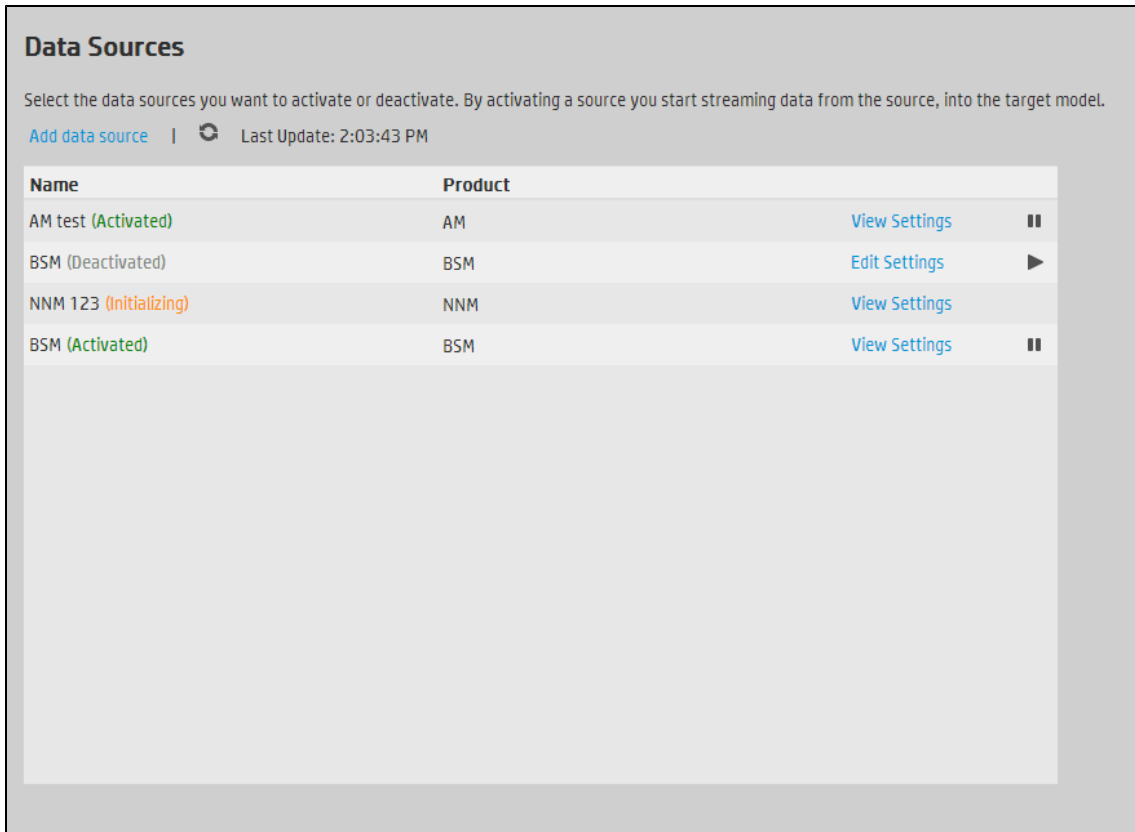 Data Sources
Select the data sources you want to activate or deactivate. By activating a source you start streaming data from the source, into the target model.
Add data source | Last Update: 2:03:43 PM
Name Product
AM test (Activated) AM View Settings
BSM (Deactivated) BSM Edit Settings
NNM 123 (Initializing) NNM View Settings
BSM (Activated) BSM View Settings